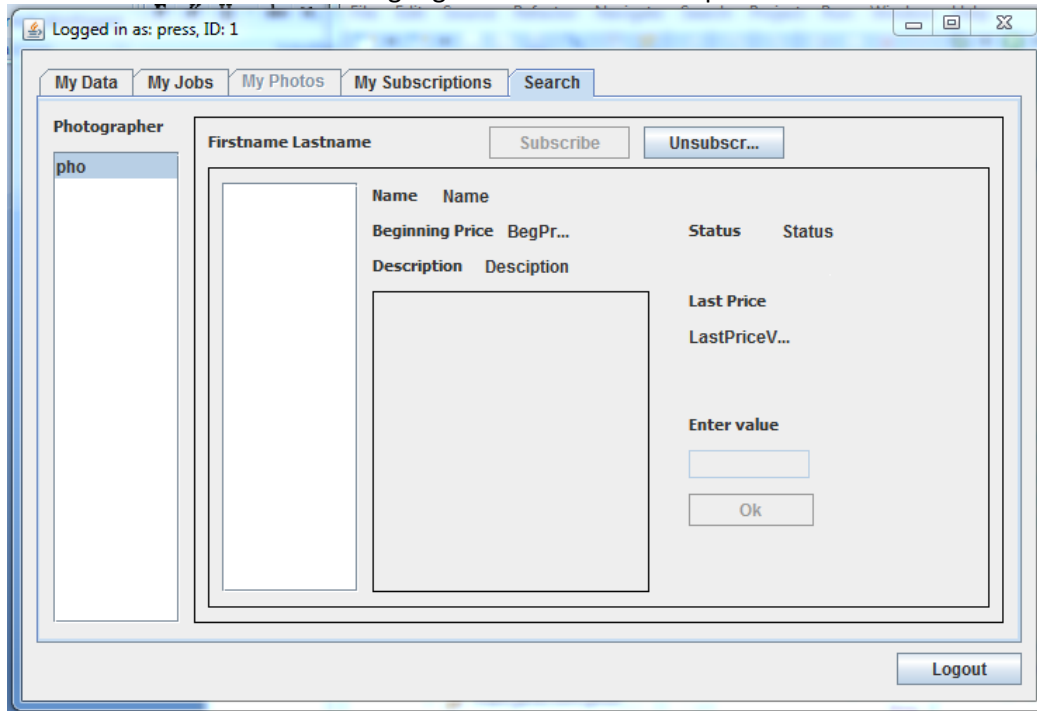 Logged in as: press, ID: 1
My Data My Jobs My Photos My Subscriptions Search
Photographer
pho
Firstname Lastname Subscribe Unsubscr...
Name Name
Beginning Price BegPr... Status Status
Description Desciption
Last Price
LastPriceV...
Enter value
Ok
Logout